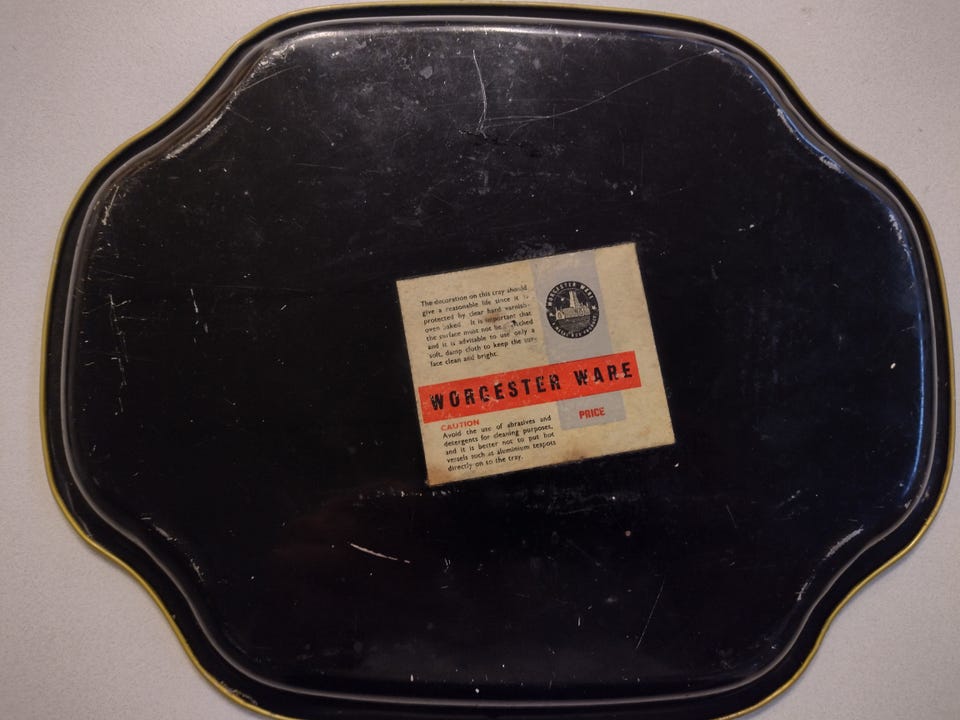 The decoration on this tray should
give a reasonable life since it is
protected by clear hard varnish-
oven baked. It is important that
the surface must not be
and it is advisable to use only a
soft, damp cloth to keep the sur-
face clean and bright.
WORCESTER WARE
WORCESTER WARE
PRICE
CAUTION
Avoid the use of abrasives and
detergents for cleaning purposes,
and it is better not to put hot
vessels such as aluminium teapots
directly on to the tray.